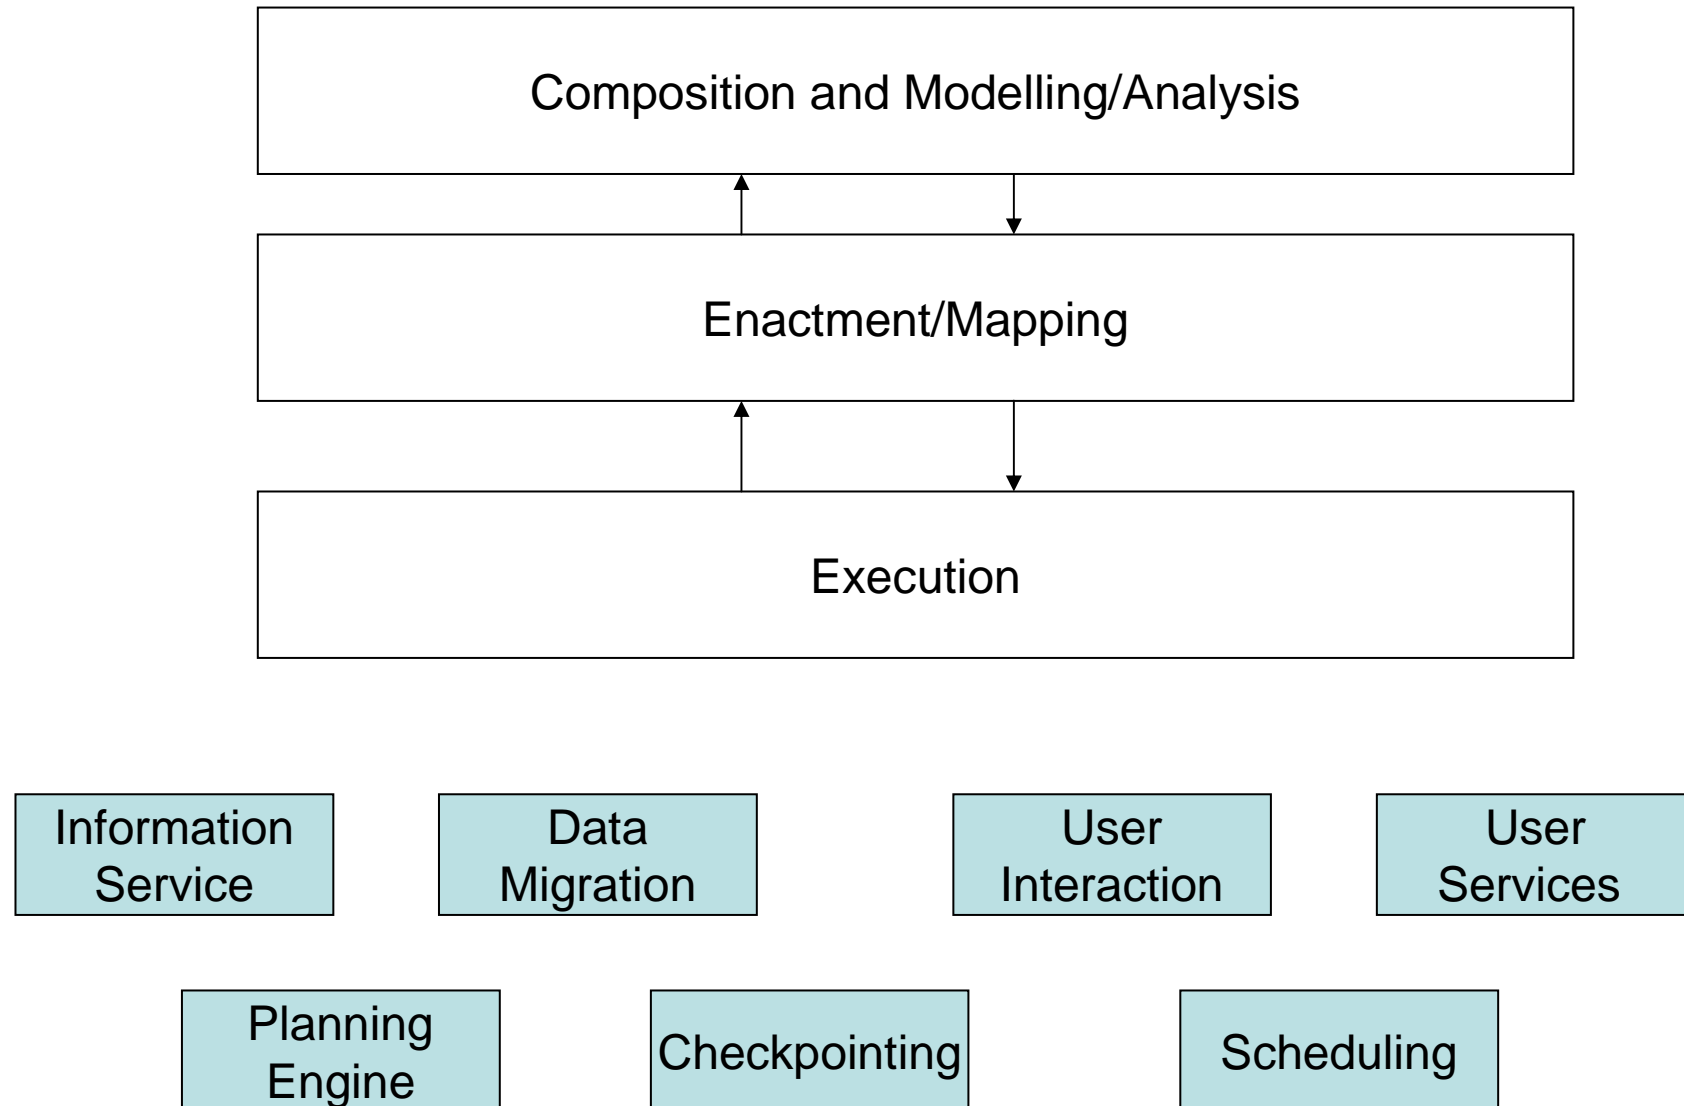 Composition and Modelling/Analysis
Enactment/Mapping
Execution
Information
Service
Data
Migration
User
Interaction
User
Services
Planning
Engine
Checkpointing
Scheduling